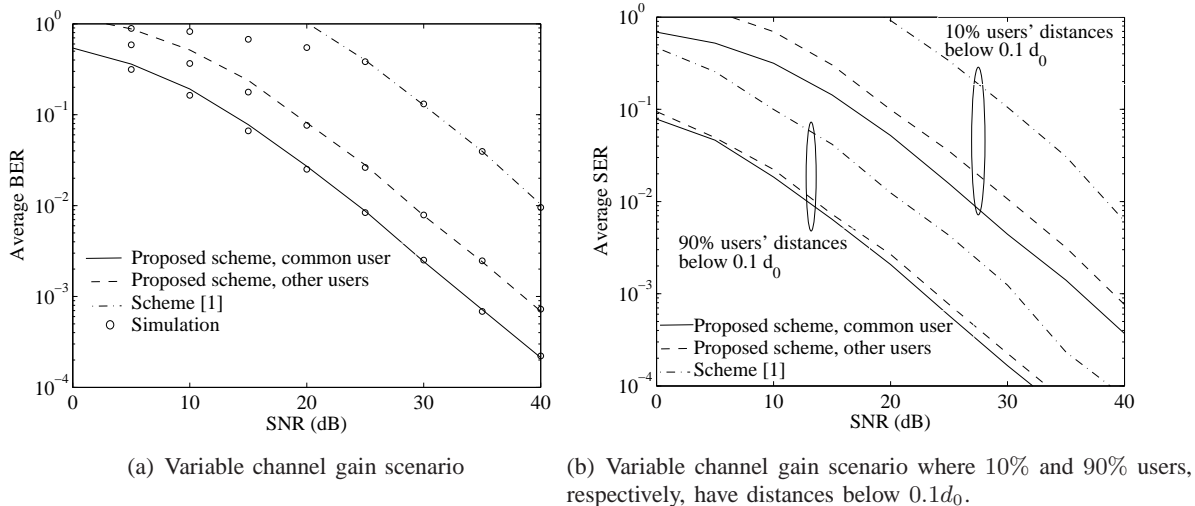 10^0
10^-1
10^-2
10^-3
10^-4
Average BER
0
10
20
30
40
SNR (dB)
Proposed scheme, common user
Proposed scheme, other users
Scheme [1]
Simulation
(a) Variable channel gain scenario
10^0
10^-1
10^-2
10^-3
10^-4
Average SER
0
10
20
30
40
SNR (dB)
10% users' distances
below 0.1 d_0
90% users' distances
below 0.1 d_0
Proposed scheme, common user
Proposed scheme, other users
Scheme [1]
(b) Variable channel gain scenario where 10% and 90% users,
respectively, have distances below 0.1d_0.